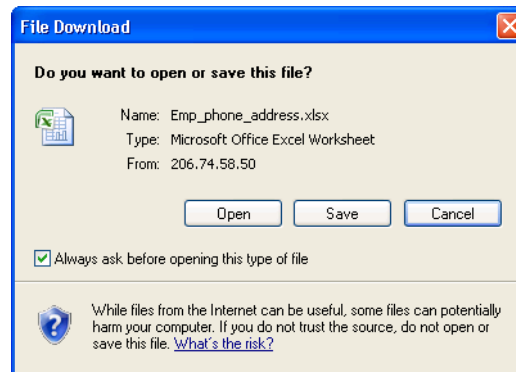 File Download
Do you want to open or save this file?
Name: Emp_phone_address.xlsx
Type: Microsoft Office Excel Worksheet
From: 206.74.58.50
Open Save Cancel
Always ask before opening this type of file
While files from the Internet can be useful, some files can potentially
harm your computer. If you do not trust the source, do not open or
save this file. What's the risk?